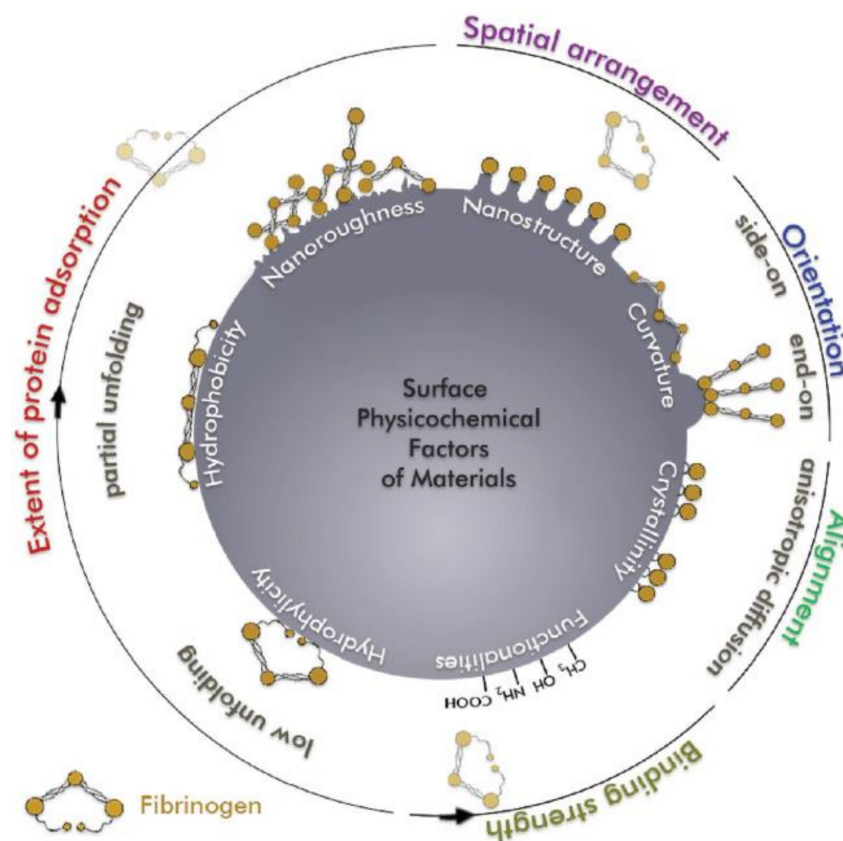 Spatial arrangement
Orientation
side-on
end-on
Alignment
anisotropic diffusion
Binding strength
low unfolding
partial unfolding
Extent of protein adsorption
Nanoroughness
Nanostructure
Curvature
Crystallinity
Functionalities
CH₃
OH
NH₂
COOH
Hydrophylicity
Hydrophobicity
Surface
Physicochemical
Factors
of Materials
Fibrinogen